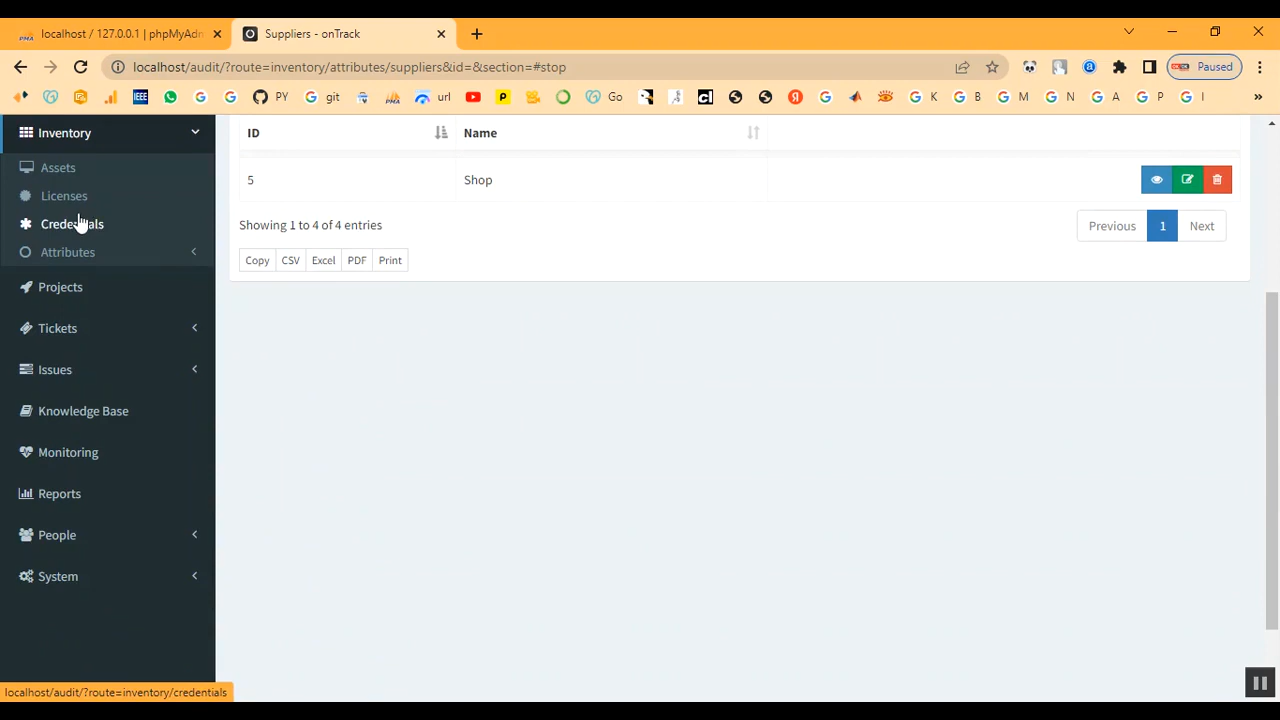 localhost / 127.0.0.1 | phpMyAdn
Suppliers - onTrack
localhost/audit/?route=inventory/attributes/suppliers&id=&section=#stop
Paused
IEEE
PY
git
PMA
url
Go
K
B
M
N
A
P
I
»
Inventory
Assets
Licenses
Credentials
Attributes
Projects
Tickets
Issues
Knowledge Base
Monitoring
Reports
People
System
ID Name
5 Shop
Showing 1 to 4 of 4 entries
Previous 1 Next
Copy CSV Excel PDF Print
localhost/audit/?route=inventory/credentials